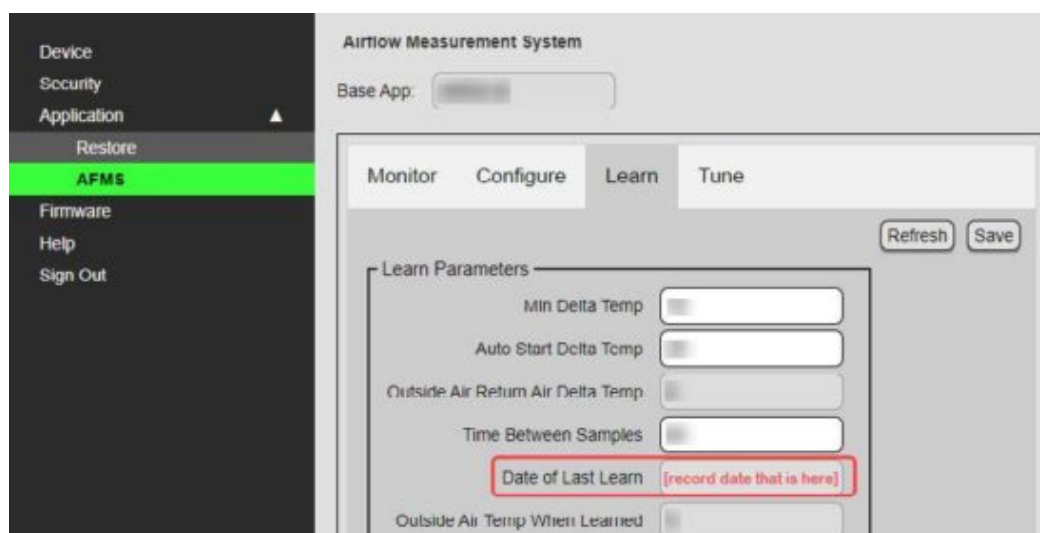 Device
Security
Application
Restore
AFMS
Firmware
Help
Sign Out
Airflow Measurement System
Base App:
Monitor Configure Learn Tune
Refresh Save
Learn Parameters
Min Delta Temp
Auto Start Delta Temp
Outside Air Return Air Delta Temp
Time Between Samples
Date of Last Learn [record date that is here]
Outside Air Temp When Learned